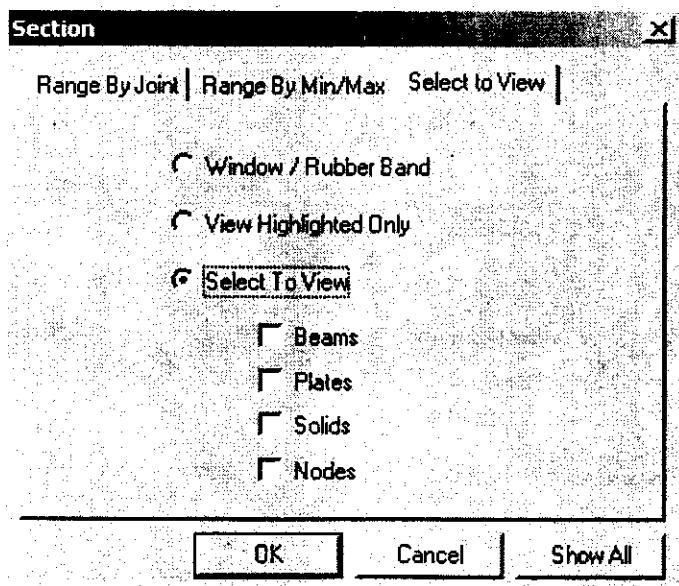 Section
Range By Joint Range By Min/Max Select to View
Window / Rubber Band
View Highlighted Only
Select To View
Beams
Plates
Solids
Nodes
OK Cancel Show All